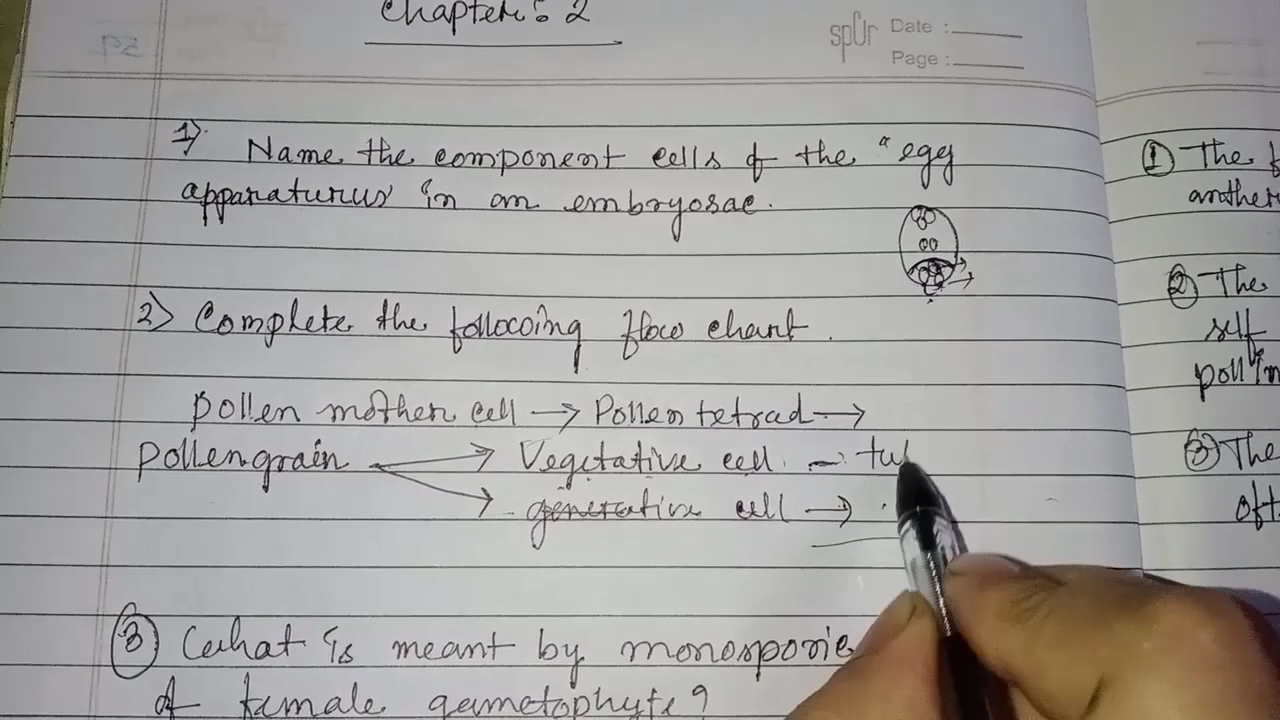 Chapter : 2
spUr Date :
Page :
1) Name the component cells of the "egg
apparaturus in an embryosac.
2) Complete the following flow chart.
Pollen mother cell → Pollen tetrad →
Pollengrain → Vegetative cell → tu
→ generative cell →
3 What is meant by monosporic
of female gametophyte?
1 The
anther
2 The
self
pollin
3 The
oft